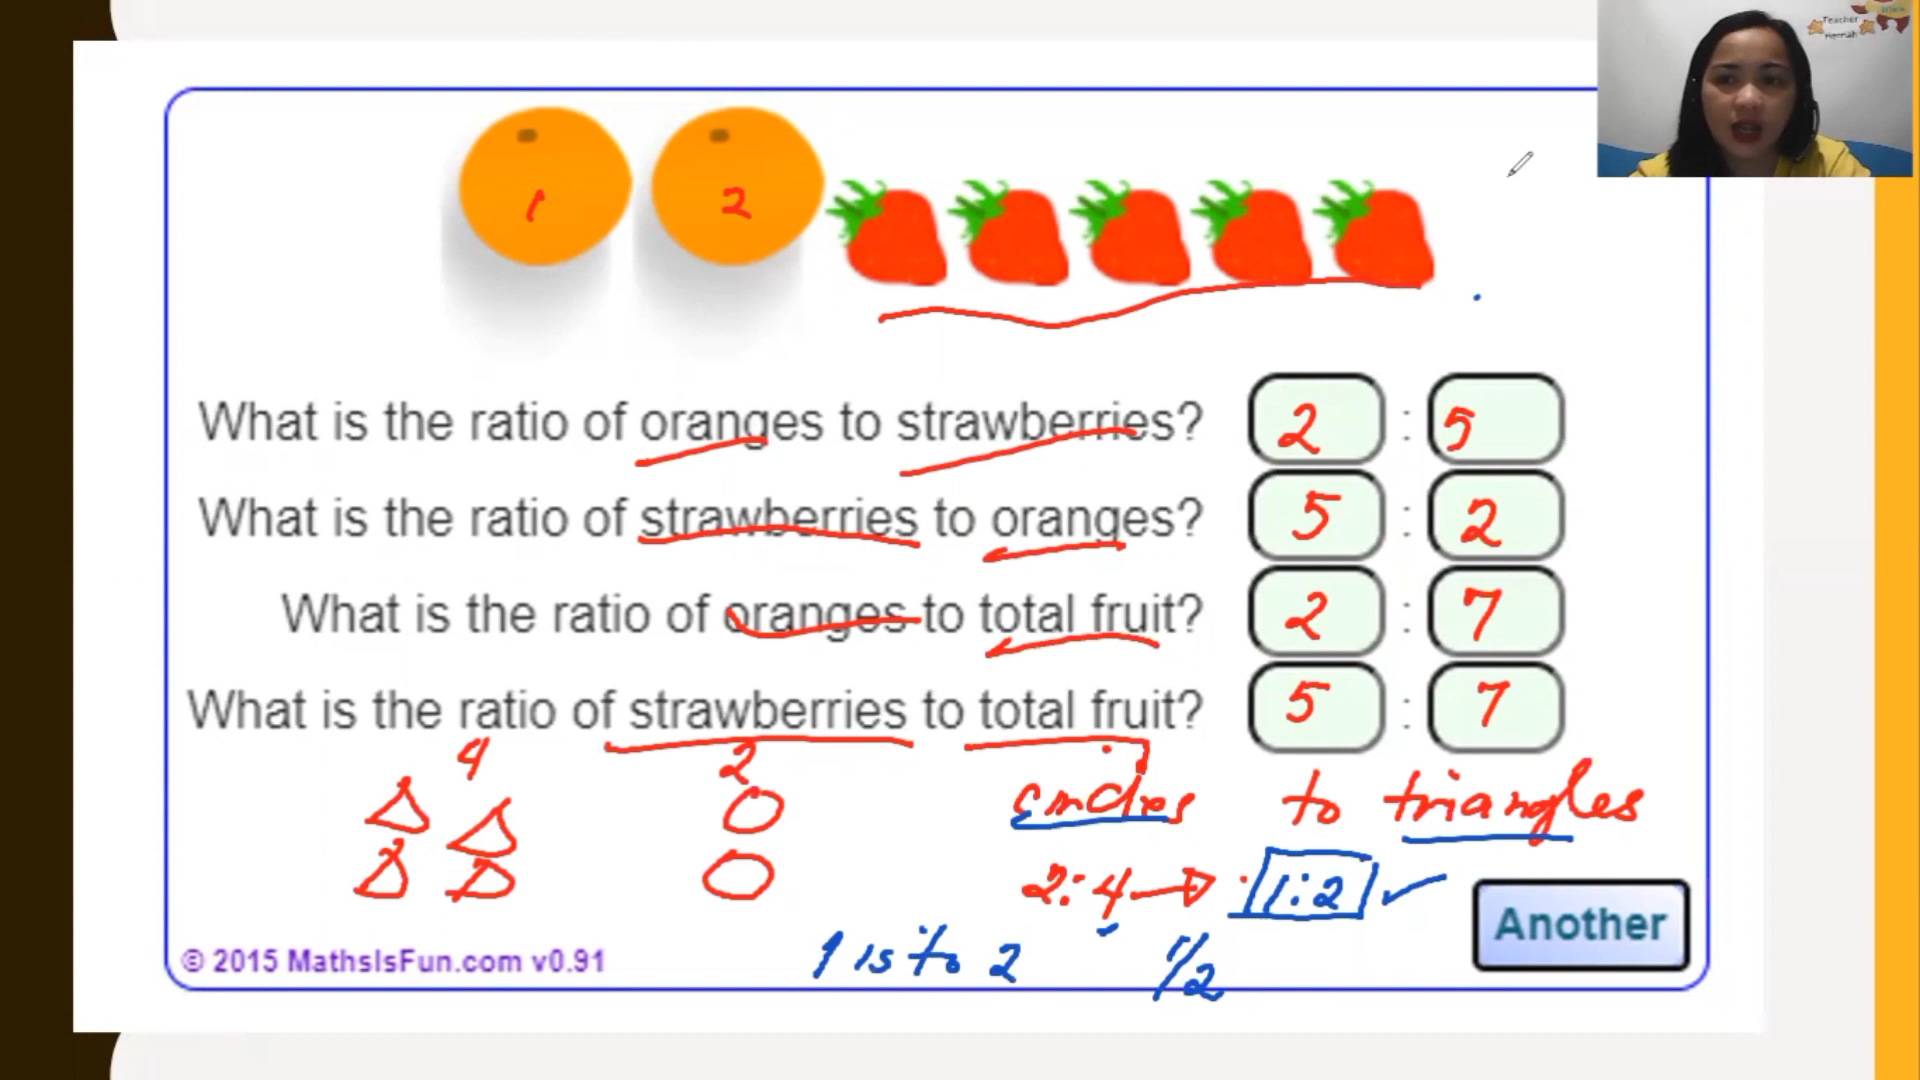 Teacher
Hennah
1 2
What is the ratio of oranges to strawberries? 2 : 5
What is the ratio of strawberries to oranges? 5 : 2
What is the ratio of oranges to total fruit? 2 : 7
What is the ratio of strawberries to total fruit? 5 : 7
4 2
to triangles
2:4 → 1:2
Another
1 is to 2 1/2
© 2015 MathsIsFun.com v0.91